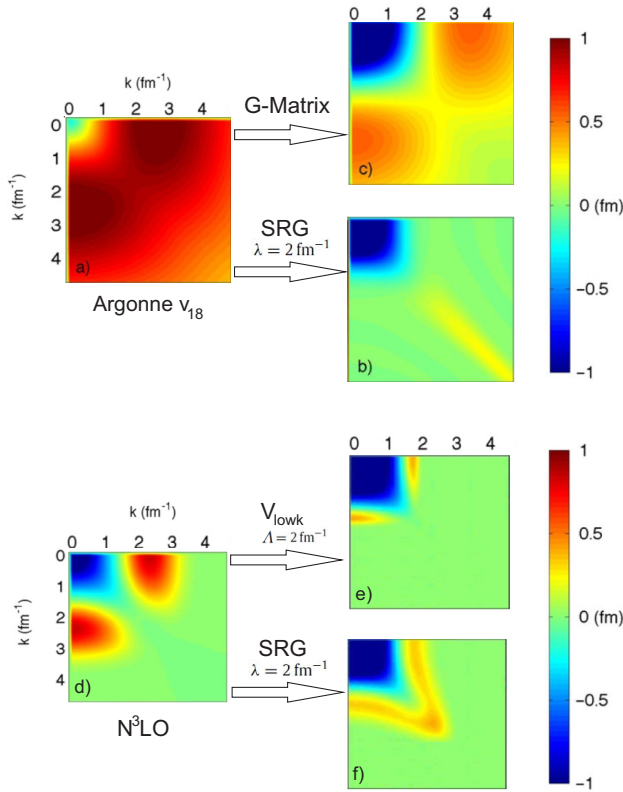 0 1 2 3 4
k (fm⁻¹)
0 1 2 3 4
k (fm⁻¹)
0
1
2
3
4
a)
Argonne v₁₈
G-Matrix
c)
SRG
λ = 2 fm⁻¹
b)
1
0.5
0 (fm)
−0.5
−1
0 1 2 3 4
k (fm⁻¹)
0 1 2 3 4
k (fm⁻¹)
0
1
2
3
4
d)
N³LO
V_lowk
Λ = 2 fm⁻¹
e)
SRG
λ = 2 fm⁻¹
f)
1
0.5
0 (fm)
−0.5
−1